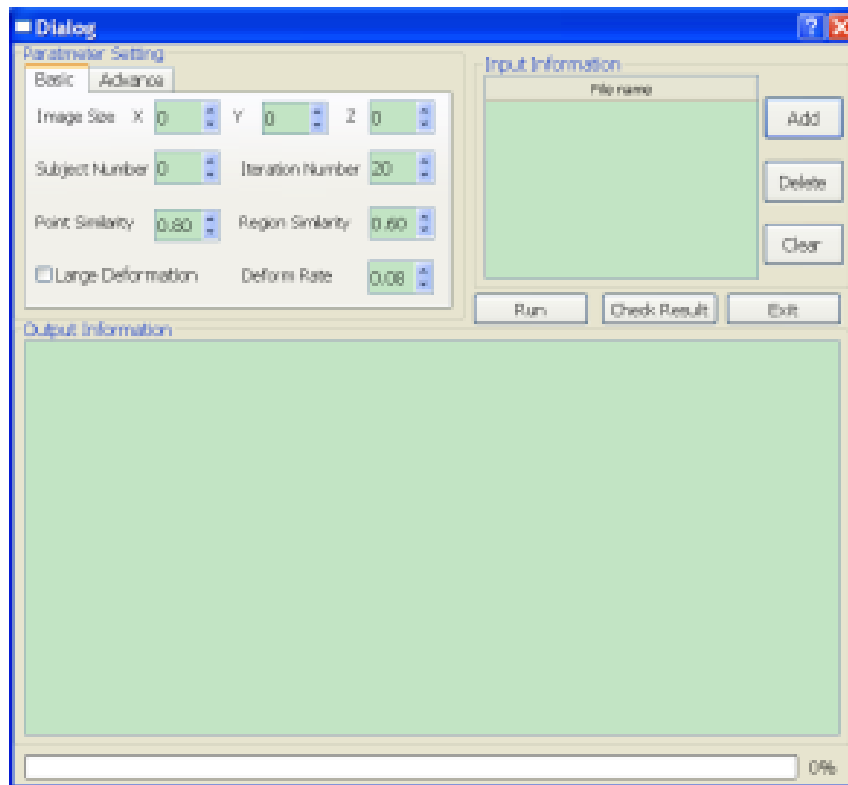 Dialog
Paratmeter Setting
Basic Advance
Image Size X 0 Y 0 Z 0
Subject Number 0 Iteration Number 20
Point Similarity 0.80 Region Similarity 0.60
Large Deformation Deform Rate 0.08
Input Information
File name
Add
Delete
Clear
Run Check Result Exit
Output Information
0%